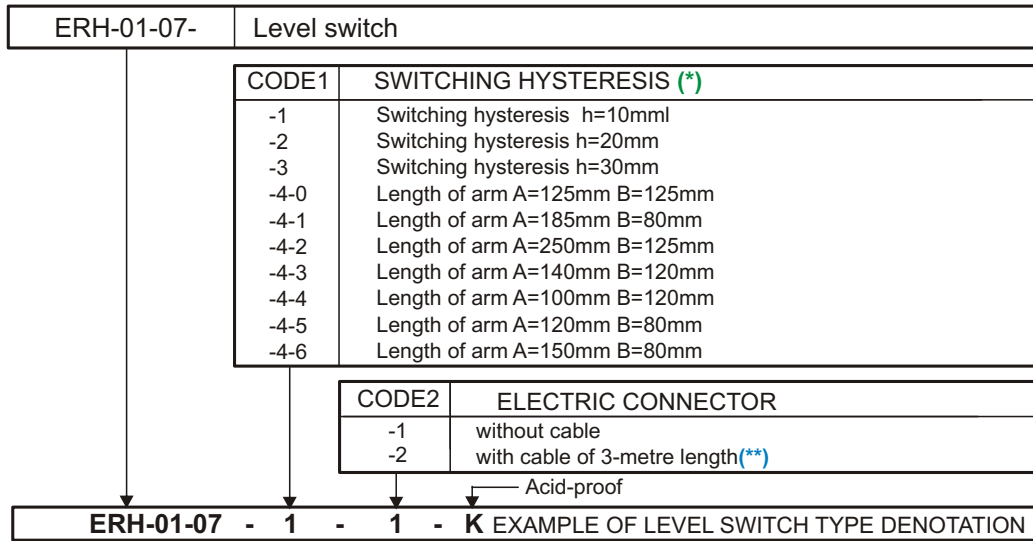 ERH-01-07- Level switch
CODE1 SWITCHING HYSTERESIS (*)
-1 Switching hysteresis h=10mml
-2 Switching hysteresis h=20mm
-3 Switching hysteresis h=30mm
-4-0 Length of arm A=125mm B=125mm
-4-1 Length of arm A=185mm B=80mm
-4-2 Length of arm A=250mm B=125mm
-4-3 Length of arm A=140mm B=120mm
-4-4 Length of arm A=100mm B=120mm
-4-5 Length of arm A=120mm B=80mm
-4-6 Length of arm A=150mm B=80mm
CODE2 ELECTRIC CONNECTOR
-1 without cable
-2 with cable of 3-metre length(**)
Acid-proof
ERH-01-07 - 1 - 1 - K EXAMPLE OF LEVEL SWITCH TYPE DENOTATION